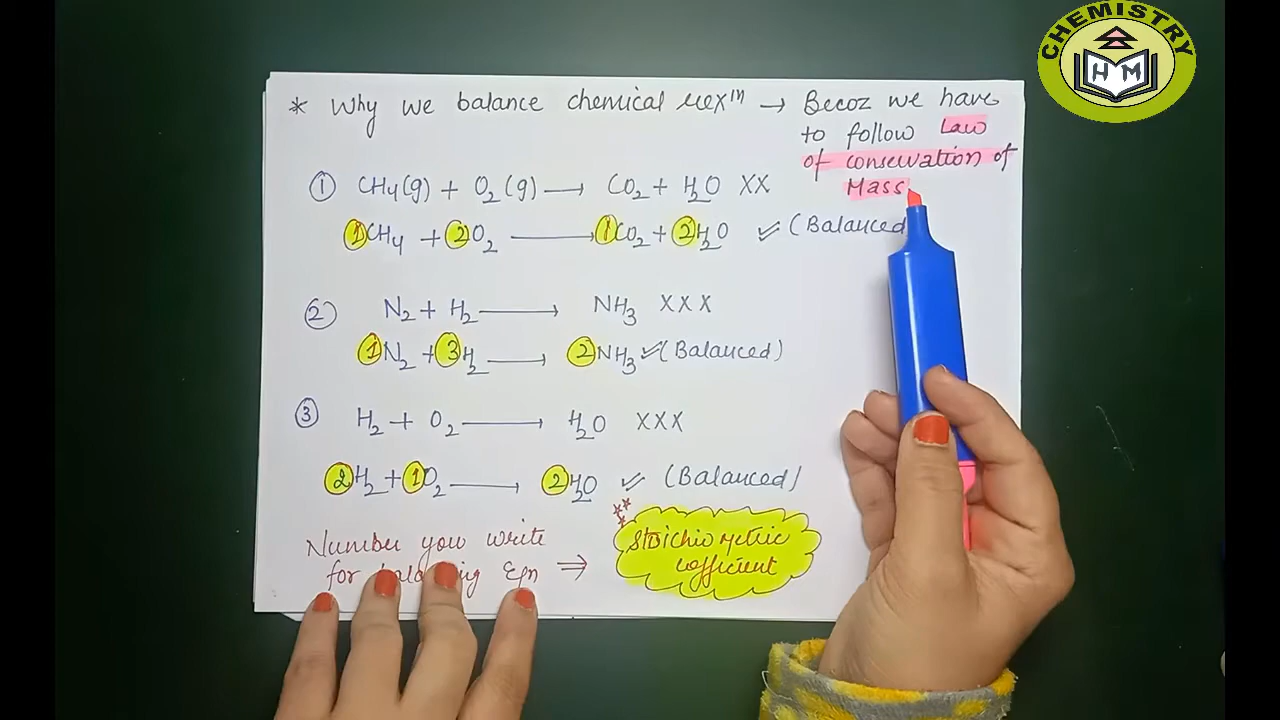 CHEMISTRY
HM
* Why we balance chemical rexⁿ → Becoz we have
to follow Law
of conservation of
Mass
① CH₄(g) + O₂(g) → CO₂ + H₂O XX
1CH₄ + 2O₂ → 1CO₂ + 2H₂O ✓ (Balanced
② N₂ + H₂ → NH₃ XXX
1N₂ + 3H₂ → 2NH₃ ✓ (Balanced)
③ H₂ + O₂ → H₂O XXX
2H₂ + 1O₂ → 2H₂O ✓ (Balanced)
Number you write
for balancing Eqn ⇒
** Stoichiometric
cofficient